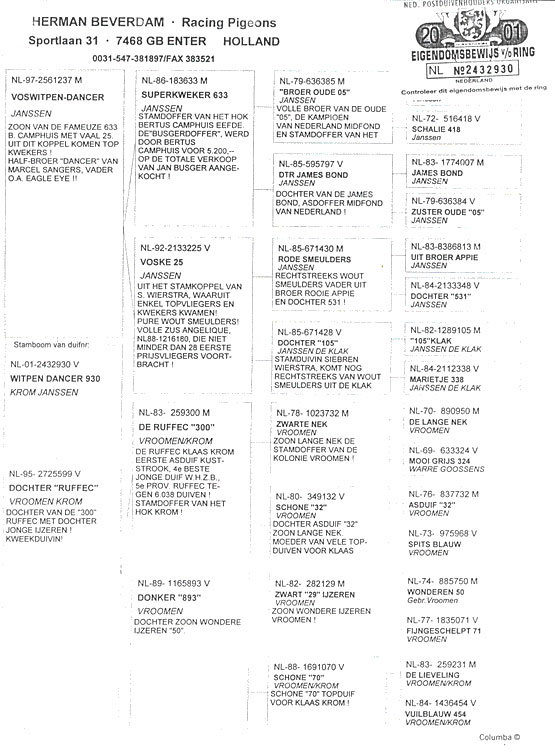 HERMAN BEVERDAM · Racing Pigeons
Sportlaan 31 · 7468 GB ENTER HOLLAND
0031-547-381897/FAX 383521
NED. POSTDUIVENHOUDERS ORGANISATIE
20 01
EIGENDOMSBEWIJS v/d RING
NL № 2432930
NEDERLAND
Controleer dit eigendomsbewijs met de ring
NL-97-2561237 M
VOSWITPEN-DANCER
JANSSEN
ZOON VAN DE FAMEUZE 633
B. CAMPHUIS MET VAAL 25.
UIT DIT KOPPEL KOMEN TOP
KWEKERS !
HALF-BROER "DANCER" VAN
MARCEL SANGERS, VADER
O.A. EAGLE EYE !!
Stamboom van duifnr:
NL-01-2432930 V
WITPEN DANCER 930
KROM JANSSEN
NL-95- 2725599 V
DOCHTER "RUFFEC"
VROOMEN KROM
DOCHTER VAN DE "300"
RUFFEC MET DOCHTER
JONGE IJZEREN !
KWEEKDUIVIN!
NL-86-183633 M
SUPERKWEKER 633
JANSSEN
STAMDOFFER VAN HET HOK
BERTUS CAMPHUIS EEFDE.
DE"BUSGERDOFFER", WERD
DOOR BERTUS
CAMPHUIS VOOR 5.200,--
OP DE TOTALE VERKOOP
VAN JAN BUSGER AANGE-
KOCHT !
NL-92-2133225 V
VOSKE 25
JANSSEN
UIT HET STAMKOPPEL VAN
S. WIERSTRA, WAARUIT
ENKEL TOPVLIEGERS EN
KWEKERS KWAMEN!
PURE WOUT SMEULDERS!
VOLLE ZUS ANGELIQUE,
NL88-1216180, DIE NIET
MINDER DAN 28 EERSTE
PRIJSVLIEGERS VOORT-
BRACHT !
NL-83- 259300 M
DE RUFFEC "300"
VROOMEN/KROM
DE RUFFEC KLAAS KROM
EERSTE ASDUIF KUST-
STROOK, 4e BESTE
JONGE DUIF W.H.Z.B.,
5e PROV. RUFFEC TE-
GEN 6.038 DUIVEN !
STAMDOFFER VAN HET
HOK KROM !
NL-89- 1165893 V
DONKER "893"
VROOMEN
DOCHTER ZOON WONDERE
IJZEREN "50".
NL-79-636385 M
"BROER OUDE 05"
JANSSEN
VOLLE BROER VAN DE OUDE
"05", DE KAMPIOEN
VAN NEDERLAND MIDFOND
EN STAMDOFFER VAN HET
NL-85-595797 V
DTR JAMES BOND
JANSSEN
DOCHTER VAN DE JAMES
BOND, ASDOFFER MIDFOND
VAN NEDERLAND !
NL-85-671430 M
RODE SMEULDERS
JANSSEN
RECHTSTREEKS WOUT
SMEULDERS VADER UIT
BROER ROOIE APPIE
EN DOCHTER 531 !
NL-85-671428 V
DOCHTER "105"
JANSSEN DE KLAK
STAMDUIVIN SIEBREN
WIERSTRA, KOMT NOG
RECHTSTREEKS VAN WOUT
SMEULDERS UIT DE KLAK
NL-78- 1023732 M
ZWARTE NEK
VROOMEN
ZOON LANGE NEK DE
STAMDOFFER VAN DE
KOLONIE VROOMEN !
NL-80- 349132 V
SCHONE "32"
VROOMEN
DOCHTER ASDUIF "32"
ZOON LANGE NEK.
MOEDER VAN VELE TOP-
DUIVEN VOOR KLAAS
NL-82- 282129 M
ZWART "29" IJZEREN
VROOMEN
ZOON WONDERE IJZEREN
VROOMEN !
NL-88- 1691070 V
SCHONE "70"
VROOMEN/KROM
SCHONE "70" TOPDUIF
VOOR KLAAS KROM !
JANSSEN
NL-72- 516418 V
SCHALIE 418
Janssen
NL-83- 1774007 M
JAMES BOND
JANSSEN
NL-79-636384 V
ZUSTER OUDE "05"
JANSSEN
NL-83-8386813 M
UIT BROER APPIE
JANSSEN
NL-84-2133348 V
DOCHTER "531"
JANSSEN
NL-82-1289105 M
"105"KLAK
JANSSEN DE KLAK
NL-84-2112338 V
MARIETJE 338
JANSSEN DE KLAK
NL-70- 890950 M
DE LANGE NEK
VROOMEN
NL-69- 633324 V
MOOI GRIJS 324
WARRE GOOSSENS
NL-76- 837732 M
ASDUIF "32"
VROOMEN
NL-73- 975968 V
SPITS BLAUW
VROOMEN
NL-74- 885750 M
WONDEREN 50
Gebr.Vroomen
NL-77- 1835071 V
FIJNGESCHELPT 71
VROOMEN
NL-83- 259231 M
DE LIEVELING
VROOMEN/KROM
NL-84- 1436454 V
VUILBLAUW 454
VROOMEN/KROM
Columba ©